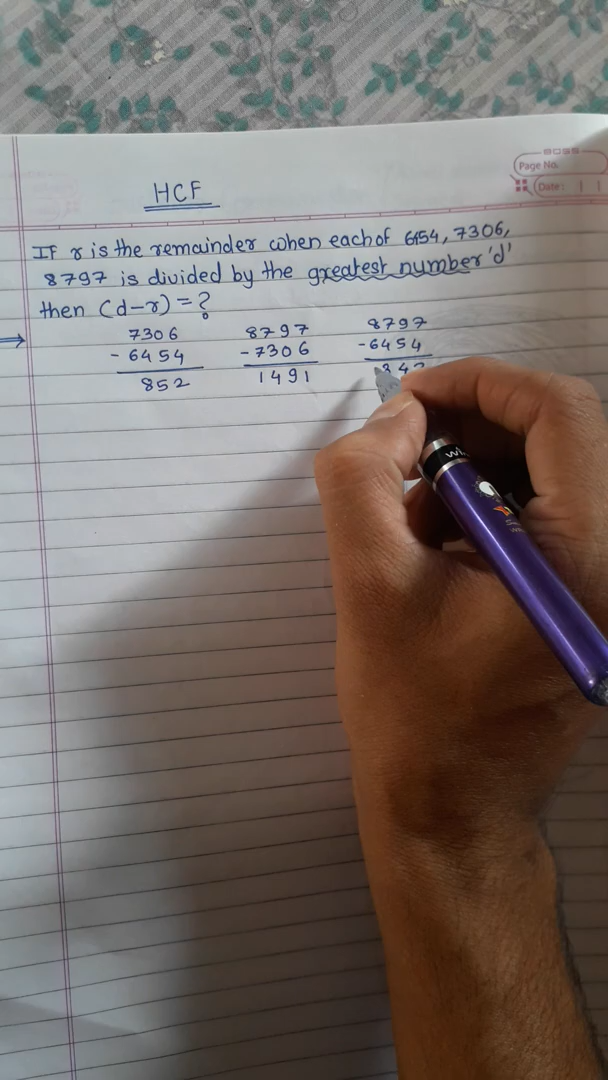 BOSS
Page No.
Date:
HCF
If r is the remainder when each of 6454, 7306,
8797 is divided by the greatest number 'd'
then (d-r) = ?
⇒
7306
- 6454
852
8797
- 7306
1491
8797
- 6454